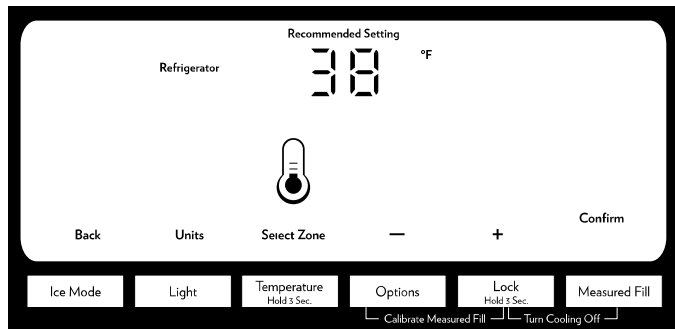 Recommended Setting
Refrigerator 38 °F
Back Units Select Zone — + Confirm
Ice Mode Light Temperature Options Lock Measured Fill
Hold 3 Sec. Hold 3 Sec.
Calibrate Measured Fill Turn Cooling Off